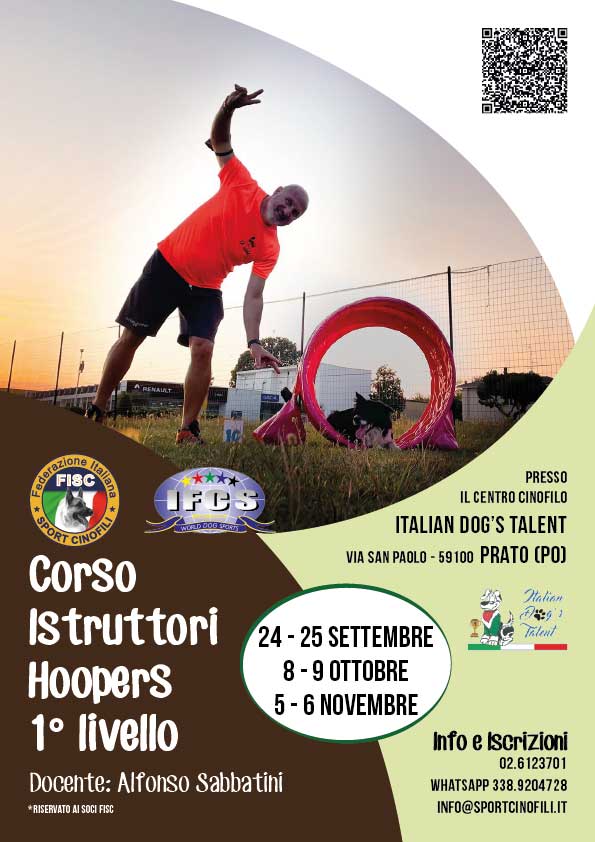 RENAULT
10
Federazione Italiana
FISC
SPORT CINOFILI
IFCS
WORLD DOG SPORTS
PRESSO
IL CENTRO CINOFILO
ITALIAN DOG'S TALENT
VIA SAN PAOLO - 59100 PRATO (PO)
Italian
Dog's
Talent
Corso
Istruttori
Hoopers
1° livello
Docente: Alfonso Sabbatini
*RISERVATO AI SOCI FISC
24 - 25 SETTEMBRE
8 - 9 OTTOBRE
5 - 6 NOVEMBRE
Info e Iscrizioni
02.6123701
WHATSAPP 338.9204728
INFO@SPORTCINOFILI.IT